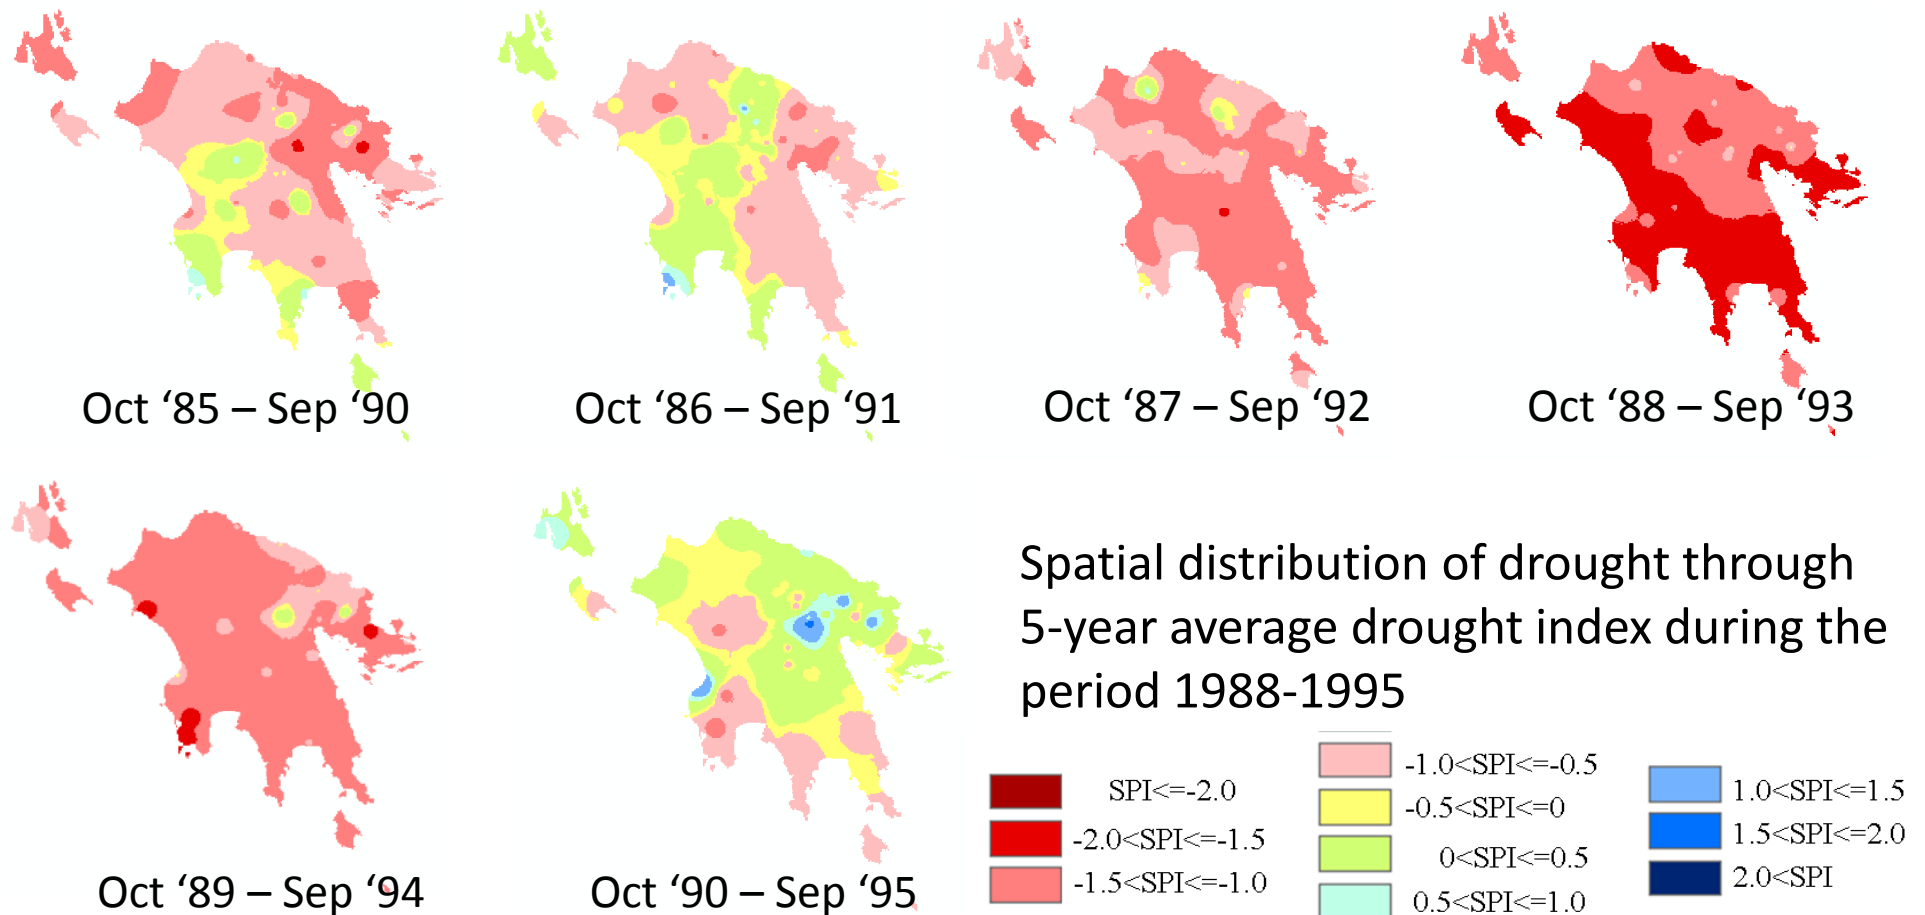 Oct ‘85 – Sep ‘90
Oct ‘86 – Sep ‘91
Oct ‘87 – Sep ‘92
Oct ‘88 – Sep ‘93
Oct ‘89 – Sep ‘94
Oct ‘90 – Sep ‘95
Spatial distribution of drought through
5-year average drought index during the
period 1988-1995
SPI<=-2.0
-2.0<SPI<=-1.5
-1.5<SPI<=-1.0
-1.0<SPI<=-0.5
-0.5<SPI<=0
0<SPI<=0.5
0.5<SPI<=1.0
1.0<SPI<=1.5
1.5<SPI<=2.0
2.0<SPI